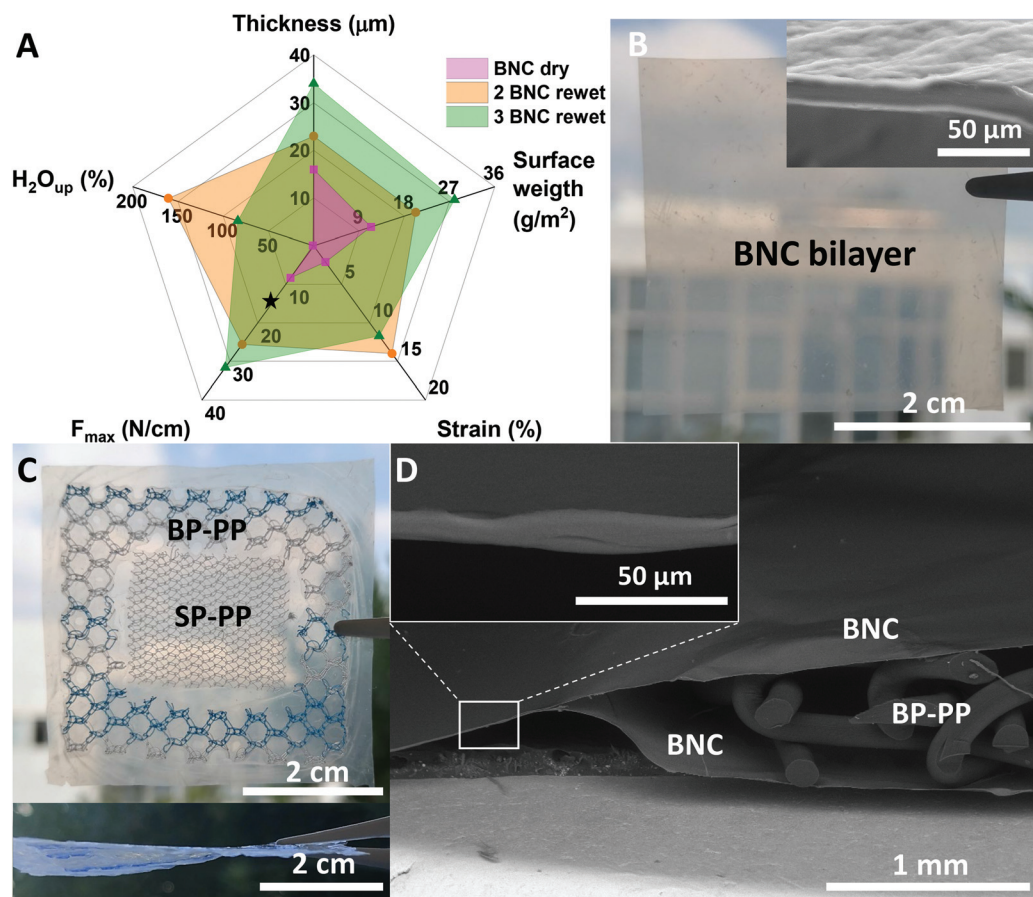 A
Thickness (μm)
40
30
20
10
BNC dry
2 BNC rewet
3 BNC rewet
H₂Oup (%)
200
150
100
50
Surface
weigth
(g/m²)
36
27
18
9
5
10
15
20
Strain (%)
10
20
30
40
Fmax (N/cm)
B
50 μm
BNC bilayer
2 cm
C
BP-PP
SP-PP
2 cm
2 cm
D
50 μm
BNC
BP-PP
BNC
1 mm